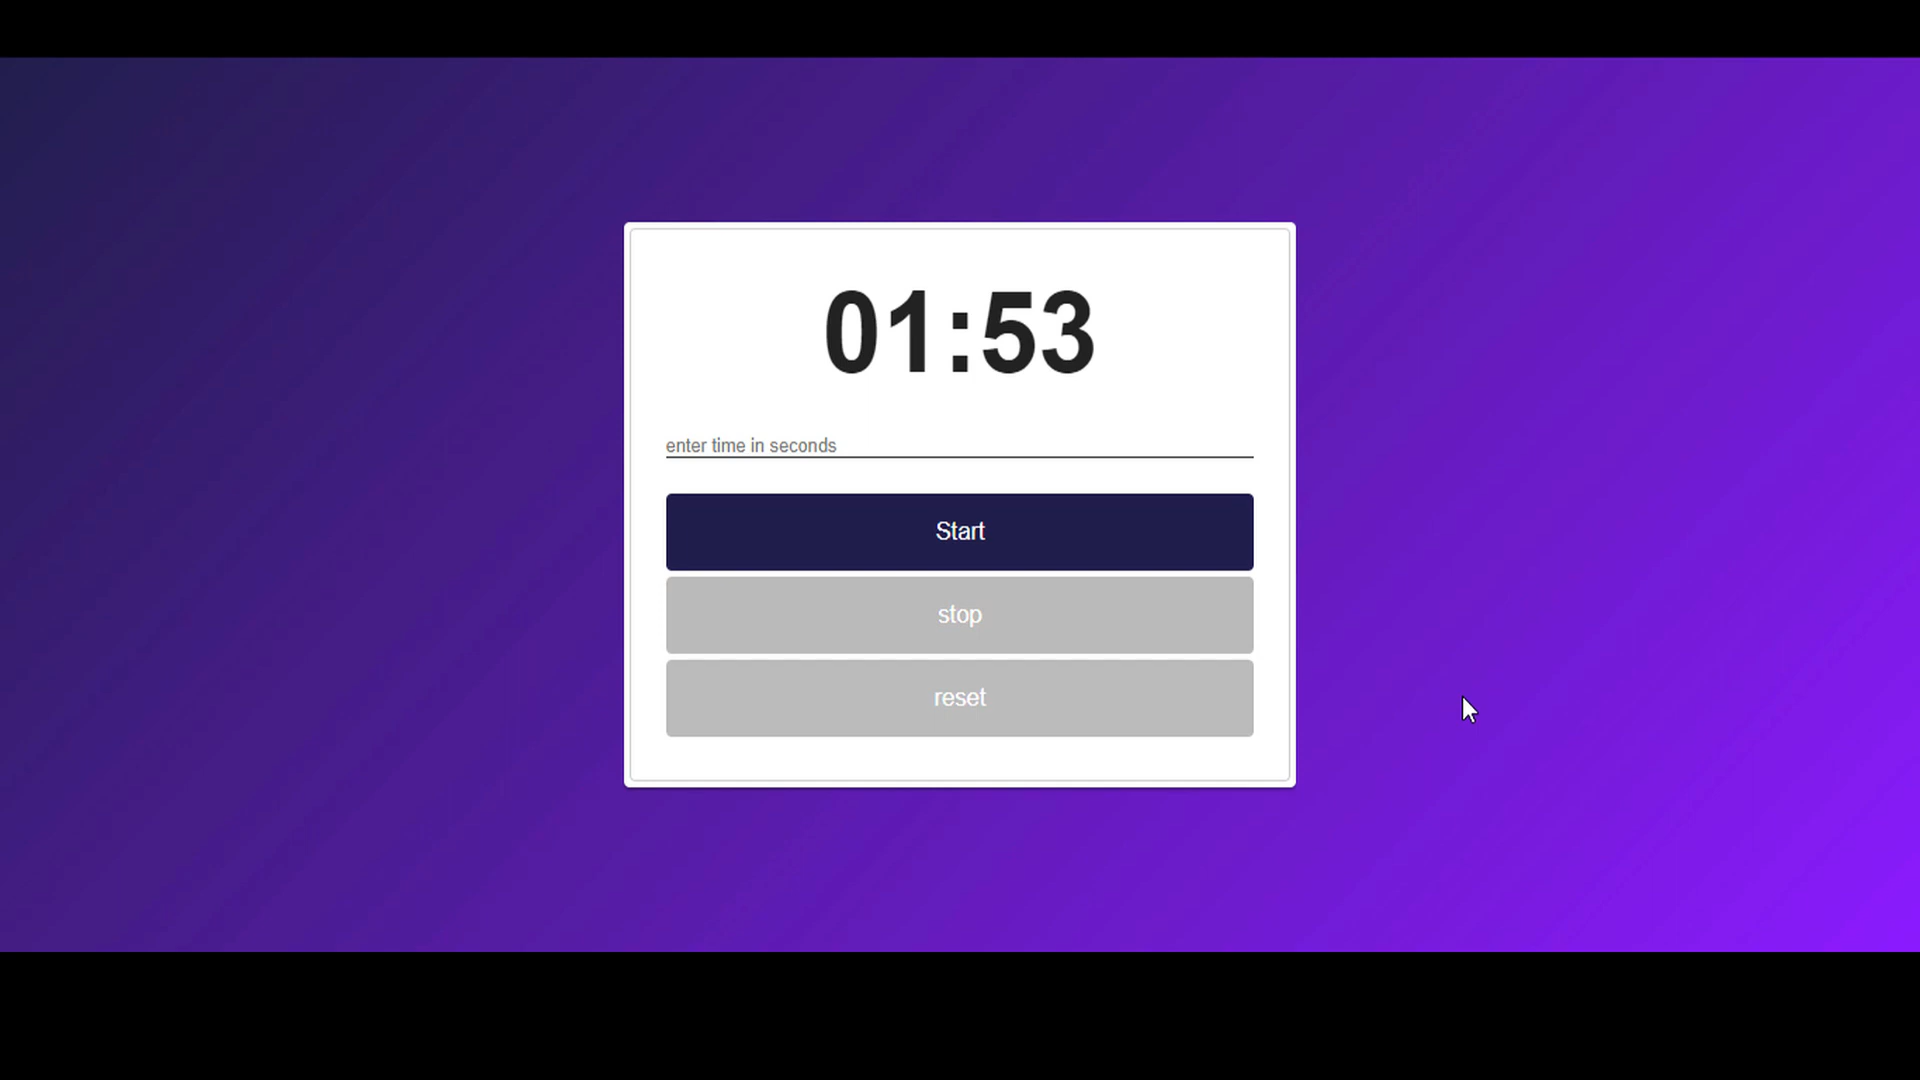 01:53
enter time in seconds
Start
stop
reset